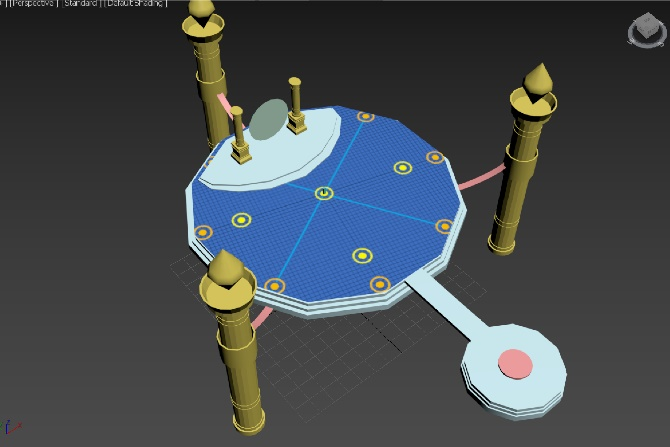 ] [Perspective ] [Standard ] [Default Shading ]